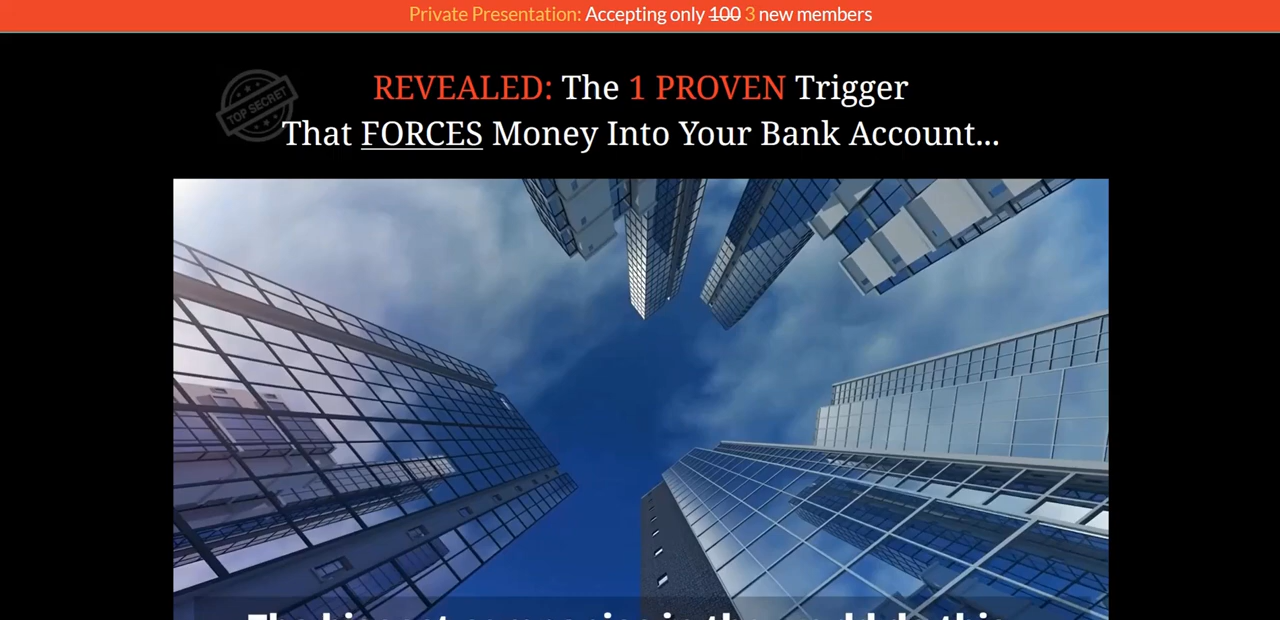 Private Presentation: Accepting only 100 3 new members
TOP SECRET
REVEALED: The 1 PROVEN Trigger
That FORCES Money Into Your Bank Account...